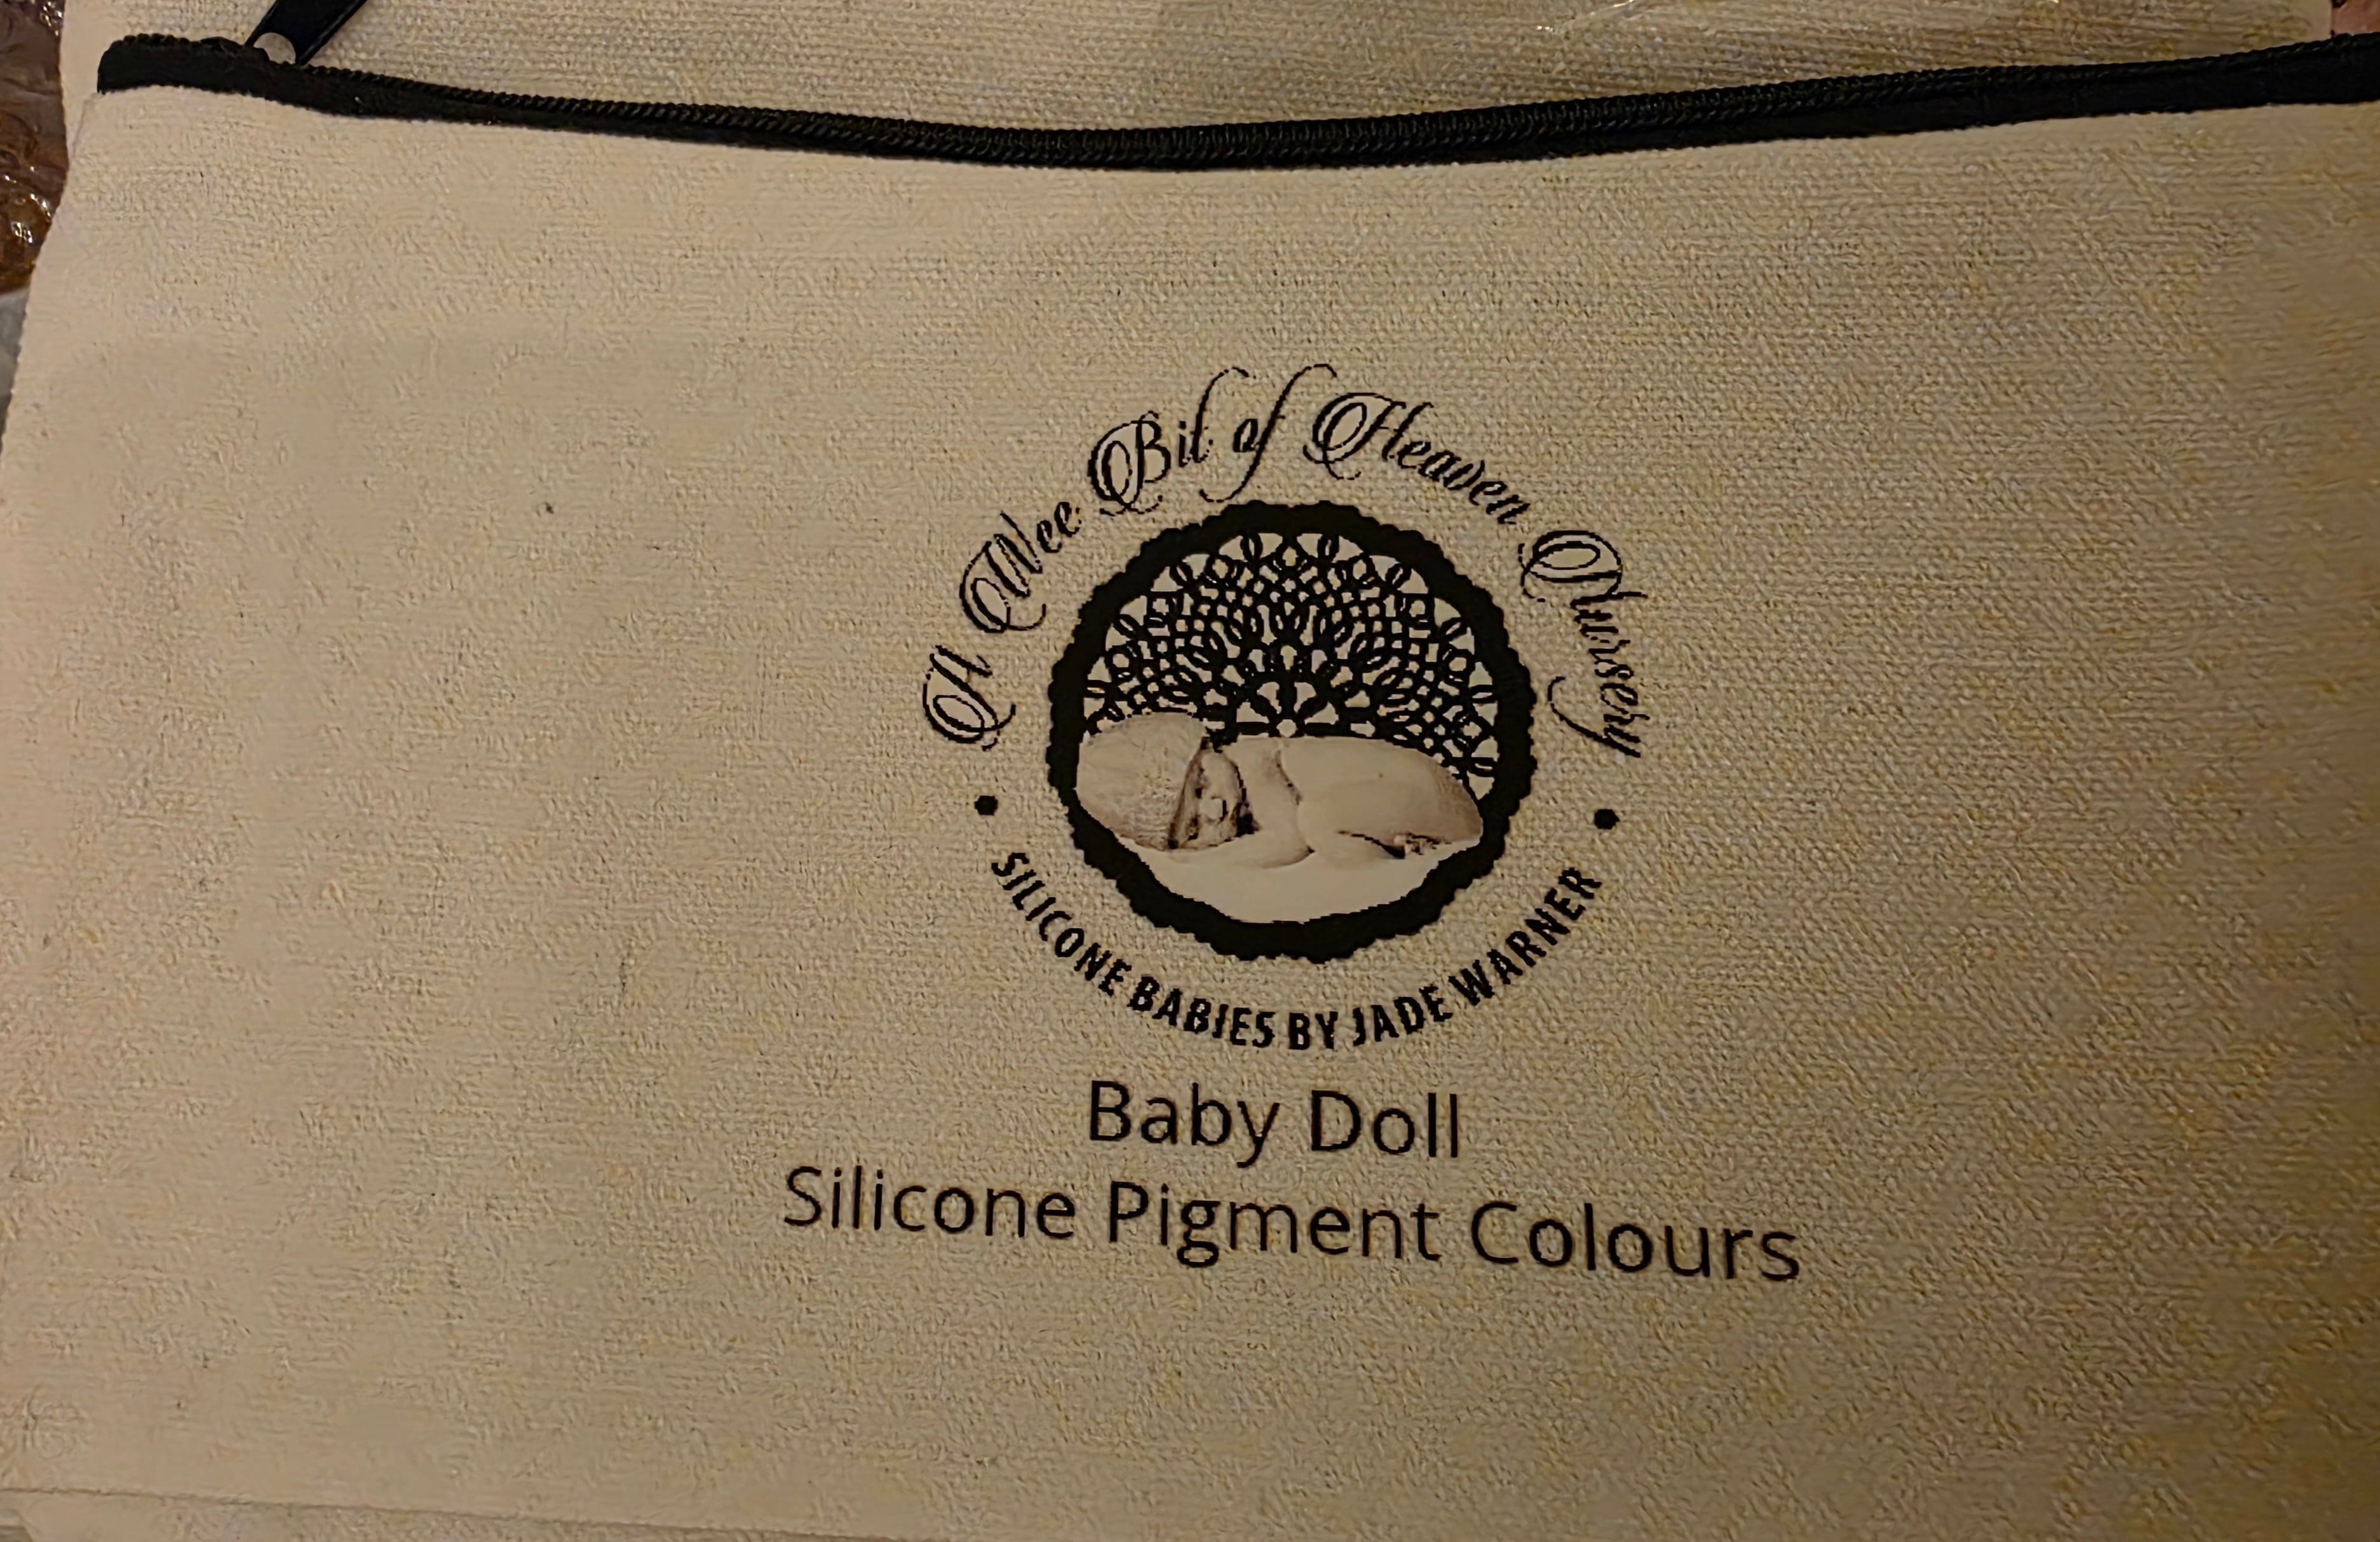 A Wee Bit of Heaven Nursery
SILICONE BABIES BY JADE WARNER
Baby Doll
Silicone Pigment Colours